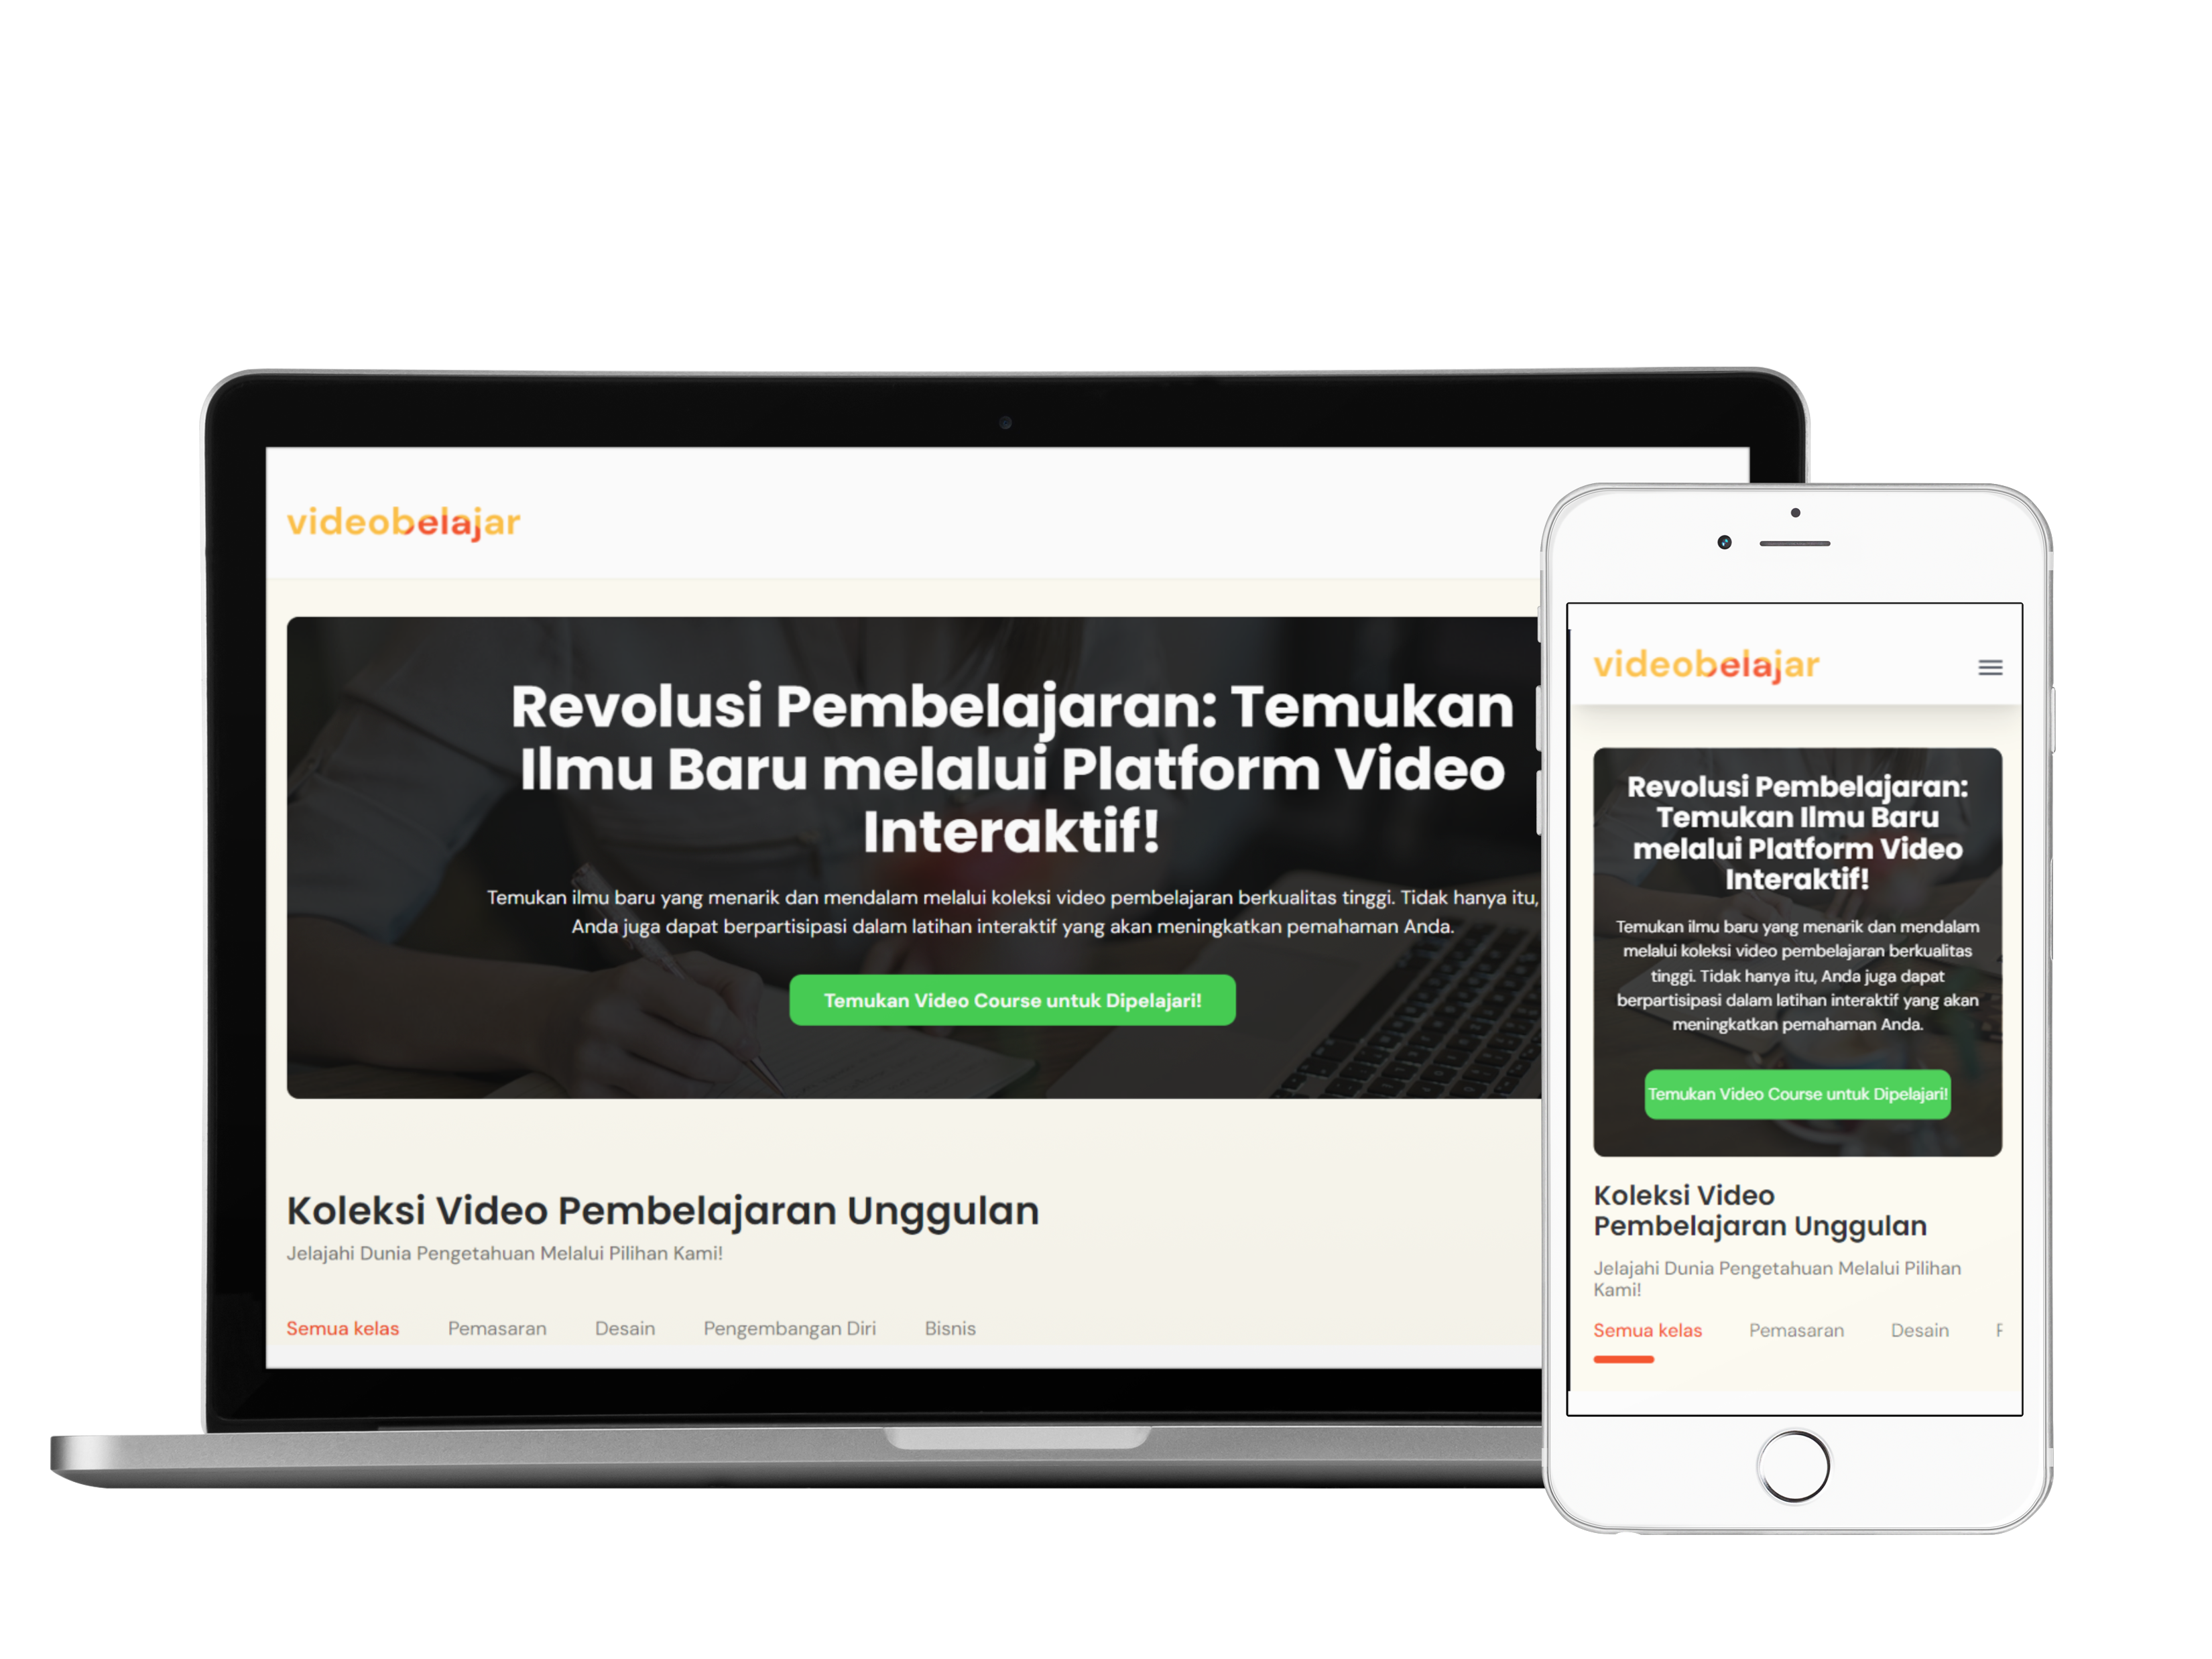 videobelajar
Revolusi Pembelajaran: Temukan
Ilmu Baru melalui Platform Video
Interaktif!
Temukan ilmu baru yang menarik dan mendalam melalui koleksi video pembelajaran berkualitas tinggi. Tidak hanya itu,
Anda juga dapat berpartisipasi dalam latihan interaktif yang akan meningkatkan pemahaman Anda.
Temukan Video Course untuk Dipelajari!
Koleksi Video Pembelajaran Unggulan
Jelajahi Dunia Pengetahuan Melalui Pilihan Kami!
Semua kelas Pemasaran Desain Pengembangan Diri Bisnis
videobelajar
Revolusi Pembelajaran:
Temukan Ilmu Baru
melalui Platform Video
Interaktif!
Temukan ilmu baru yang menarik dan mendalam
melalui koleksi video pembelajaran berkualitas
tinggi. Tidak hanya itu, Anda juga dapat
berpartisipasi dalam latihan interaktif yang akan
meningkatkan pemahaman Anda.
Temukan Video Course untuk Dipelajari!
Koleksi Video
Pembelajaran Unggulan
Jelajahi Dunia Pengetahuan Melalui Pilihan
Kami!
Semua kelas Pemasaran Desain